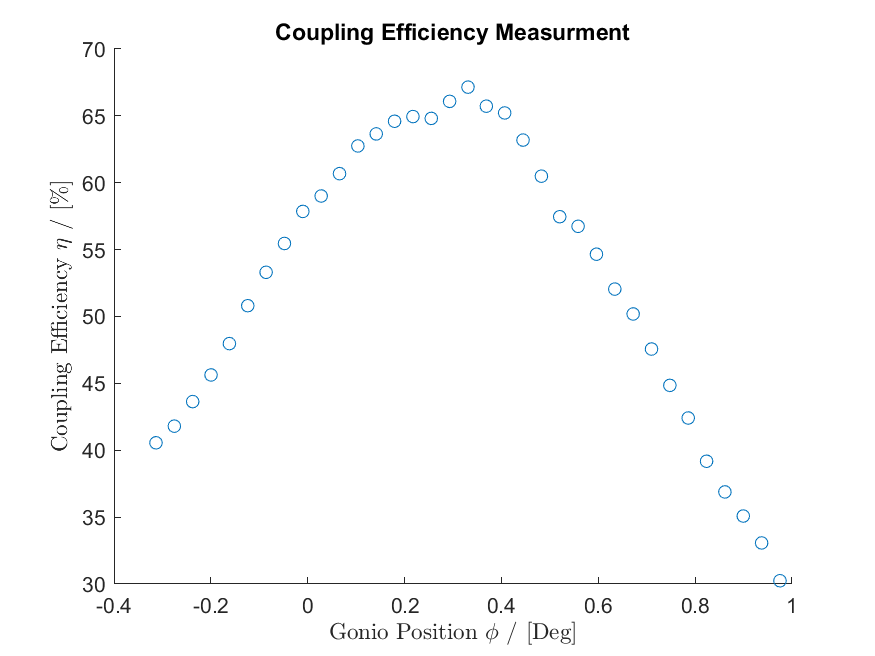 Coupling Efficiency Measurment
70
65
60
55
50
45
40
35
30
Coupling Efficiency η / [%]
-0.4 -0.2 0 0.2 0.4 0.6 0.8 1
Gonio Position ϕ / [Deg]